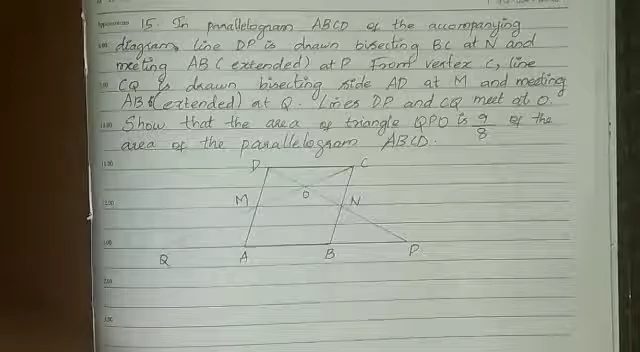 15. In parallelogram ABCD of the accompanying
diagram, line DP is drawn bisecting BC at N and
meeting AB (extended) at P. From vertex C, line
CQ is drawn bisecting side AD at M and meeting
AB (extended) at Q. Lines DP and CQ meet at O.
Show that the area of triangle QPO is 9/8 of the
area of the parallelogram ABCD.
D C
O
M N
Q A B P